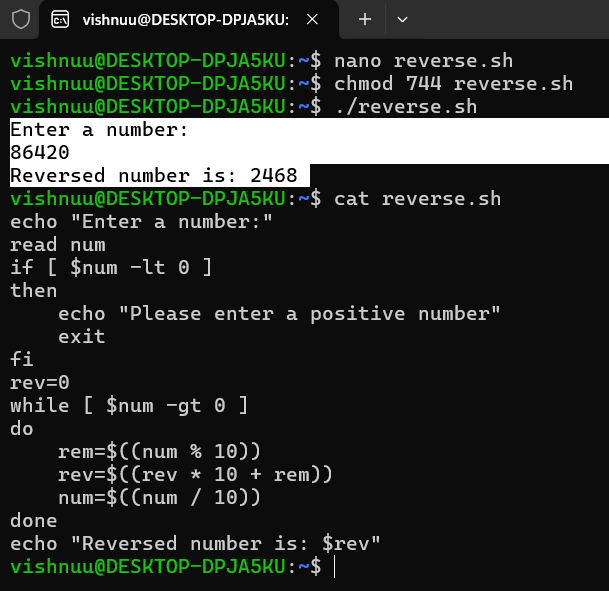 vishnuu@DESKTOP-DPJA5KU:
vishnuu@DESKTOP-DPJA5KU:~$ nano reverse.sh
vishnuu@DESKTOP-DPJA5KU:~$ chmod 744 reverse.sh
vishnuu@DESKTOP-DPJA5KU:~$ ./reverse.sh
Enter a number:
86420
Reversed number is: 2468
vishnuu@DESKTOP-DPJA5KU:~$ cat reverse.sh
echo "Enter a number:"
read num
if [ $num -lt 0 ]
then
    echo "Please enter a positive number"
    exit
fi
rev=0
while [ $num -gt 0 ]
do
    rem=$((num % 10))
    rev=$((rev * 10 + rem))
    num=$((num / 10))
done
echo "Reversed number is: $rev"
vishnuu@DESKTOP-DPJA5KU:~$